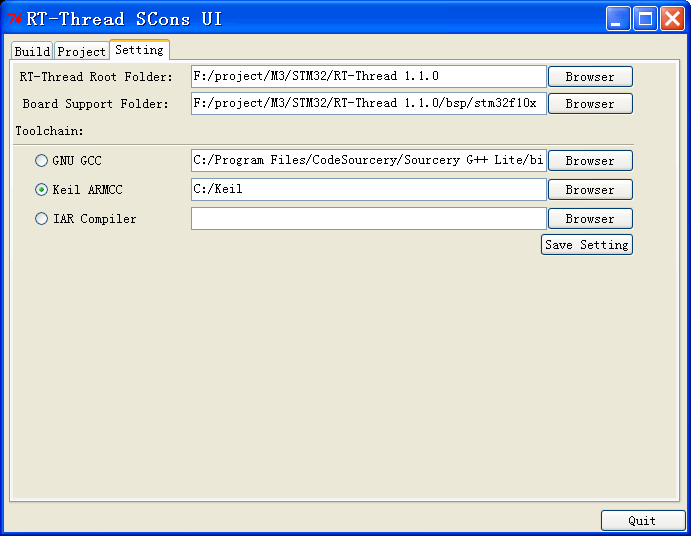 RT-Thread SCons UI
Build Project Setting
RT-Thread Root Folder: F:/project/M3/STM32/RT-Thread 1.1.0 Browser
Board Support Folder: F:/project/M3/STM32/RT-Thread 1.1.0/bsp/stm32f10x Browser
Toolchain:
GNU GCC C:/Program Files/CodeSourcery/Sourcery G++ Lite/bi Browser
Keil ARMCC C:/Keil Browser
IAR Compiler Browser
Save Setting
Quit